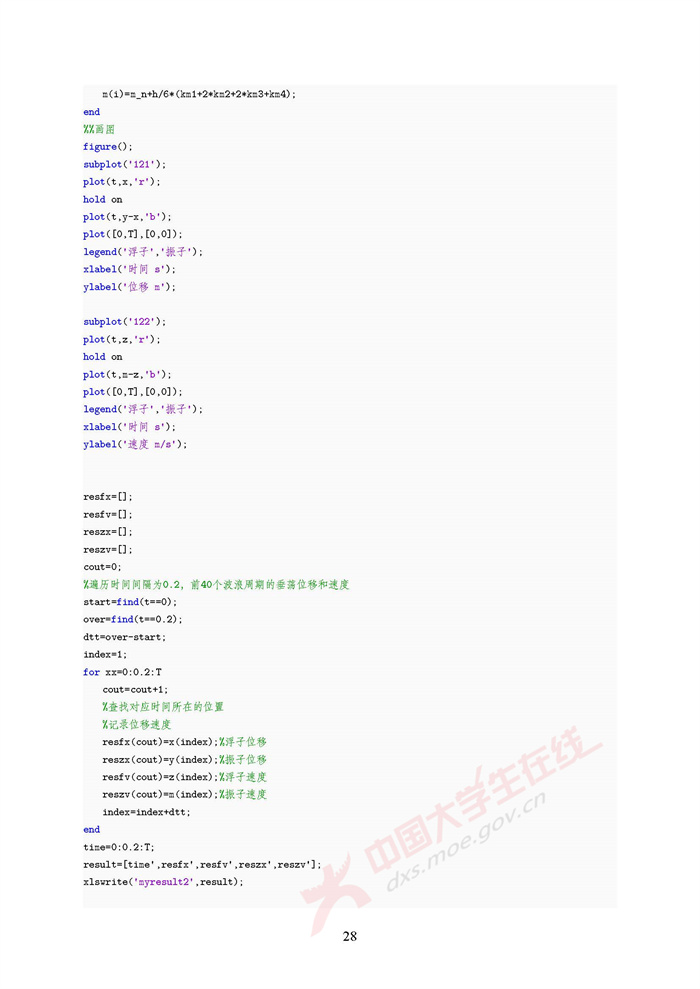 m(i)=m_n+h/6*(km1+2*km2+2*km3+km4);
end
%%画图
figure();
subplot('121');
plot(t,x,'r');
hold on
plot(t,y-x,'b');
plot([0,T],[0,0]);
legend('浮子','振子');
xlabel('时间 s');
ylabel('位移 m');
subplot('122');
plot(t,z,'r');
hold on
plot(t,m-z,'b');
plot([0,T],[0,0]);
legend('浮子','振子');
xlabel('时间 s');
ylabel('速度 m/s');
resfx=[];
resfv=[];
reszx=[];
reszv=[];
cout=0;
%遍历时间间隔为0.2，前40个波浪周期的垂荡位移和速度
start=find(t==0);
over=find(t==0.2);
dtt=over-start;
index=1;
for xx=0:0.2:T
cout=cout+1;
%查找对应时间所在的位置
%记录位移速度
resfx(cout)=x(index);%浮子位移
reszx(cout)=y(index);%振子位移
resfv(cout)=z(index);%浮子速度
reszv(cout)=m(index);%振子速度
index=index+dtt;
end
time=0:0.2:T;
result=[time',resfx',resfv',reszx',reszv'];
xlswrite('myresult2',result);
中国大学生在线
dxs.moe.gov.cn
28